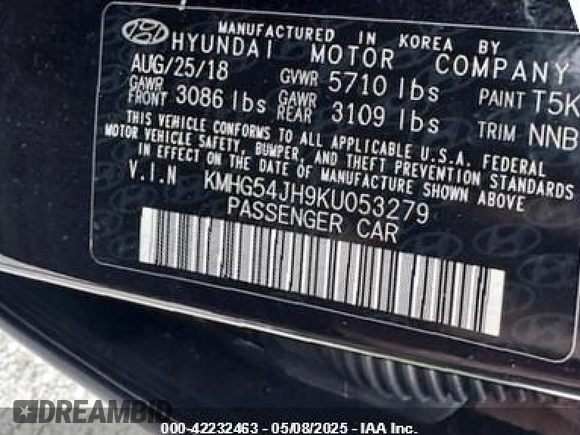 MANUFACTURED IN KOREA BY
HYUNDAI MOTOR COMPANY
AUG/25/18 GVWR 5710 lbs PAINT T5K
GAWR FRONT 3086 lbs GAWR REAR 3109 lbs TRIM NNB
THIS VEHICLE CONFORMS TO ALL APPLICABLE U.S.A. FEDERAL
MOTOR VEHICLE SAFETY, BUMPER, AND THEFT PREVENTION STANDARDS
IN EFFECT ON THE DATE OF MANUFACTURE SHOWN ABOVE
V.I.N KMHG54JH9KU053279
PASSENGER CAR
DREAMBID
000-42232463 — 05/08/2025 — IAA Inc.